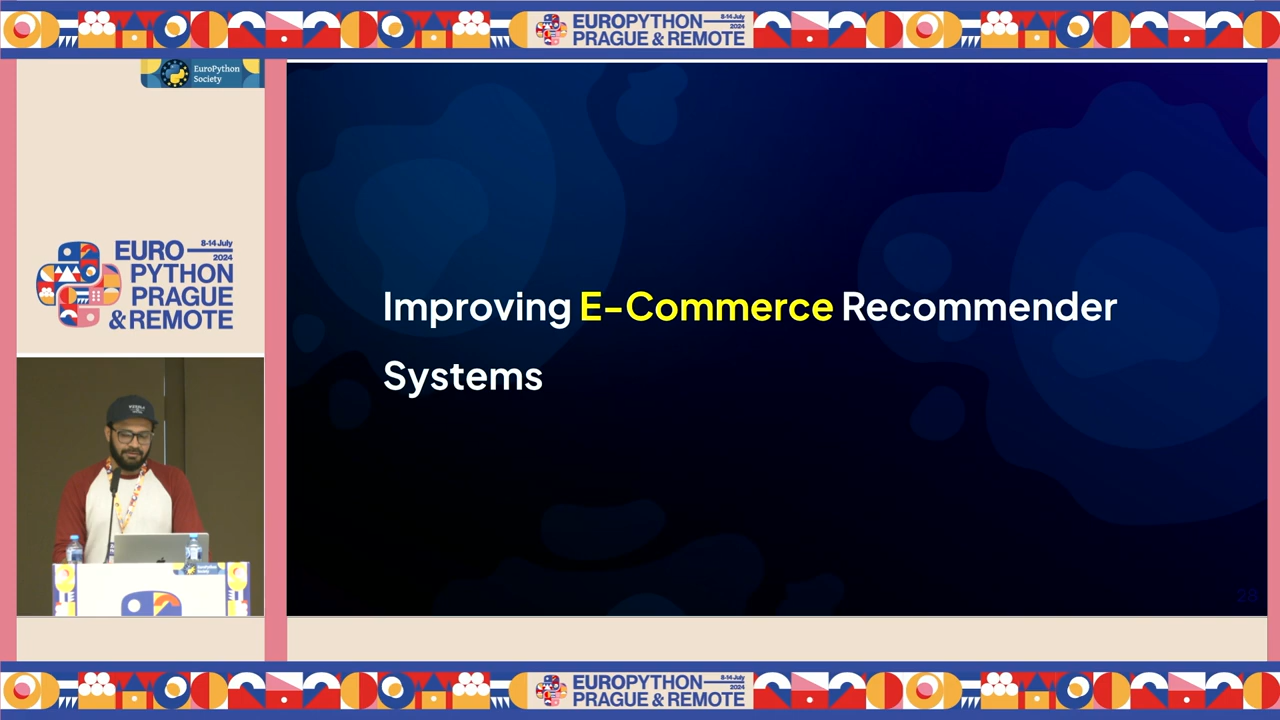 EUROPYTHON
8-14 July
2024
PRAGUE & REMOTE
EuroPython
Society
EURO
8-14 July
2024
PYTHON
PRAGUE
& REMOTE
Improving E-Commerce Recommender
Systems
28
EUROPYTHON
8-14 July
2024
PRAGUE & REMOTE